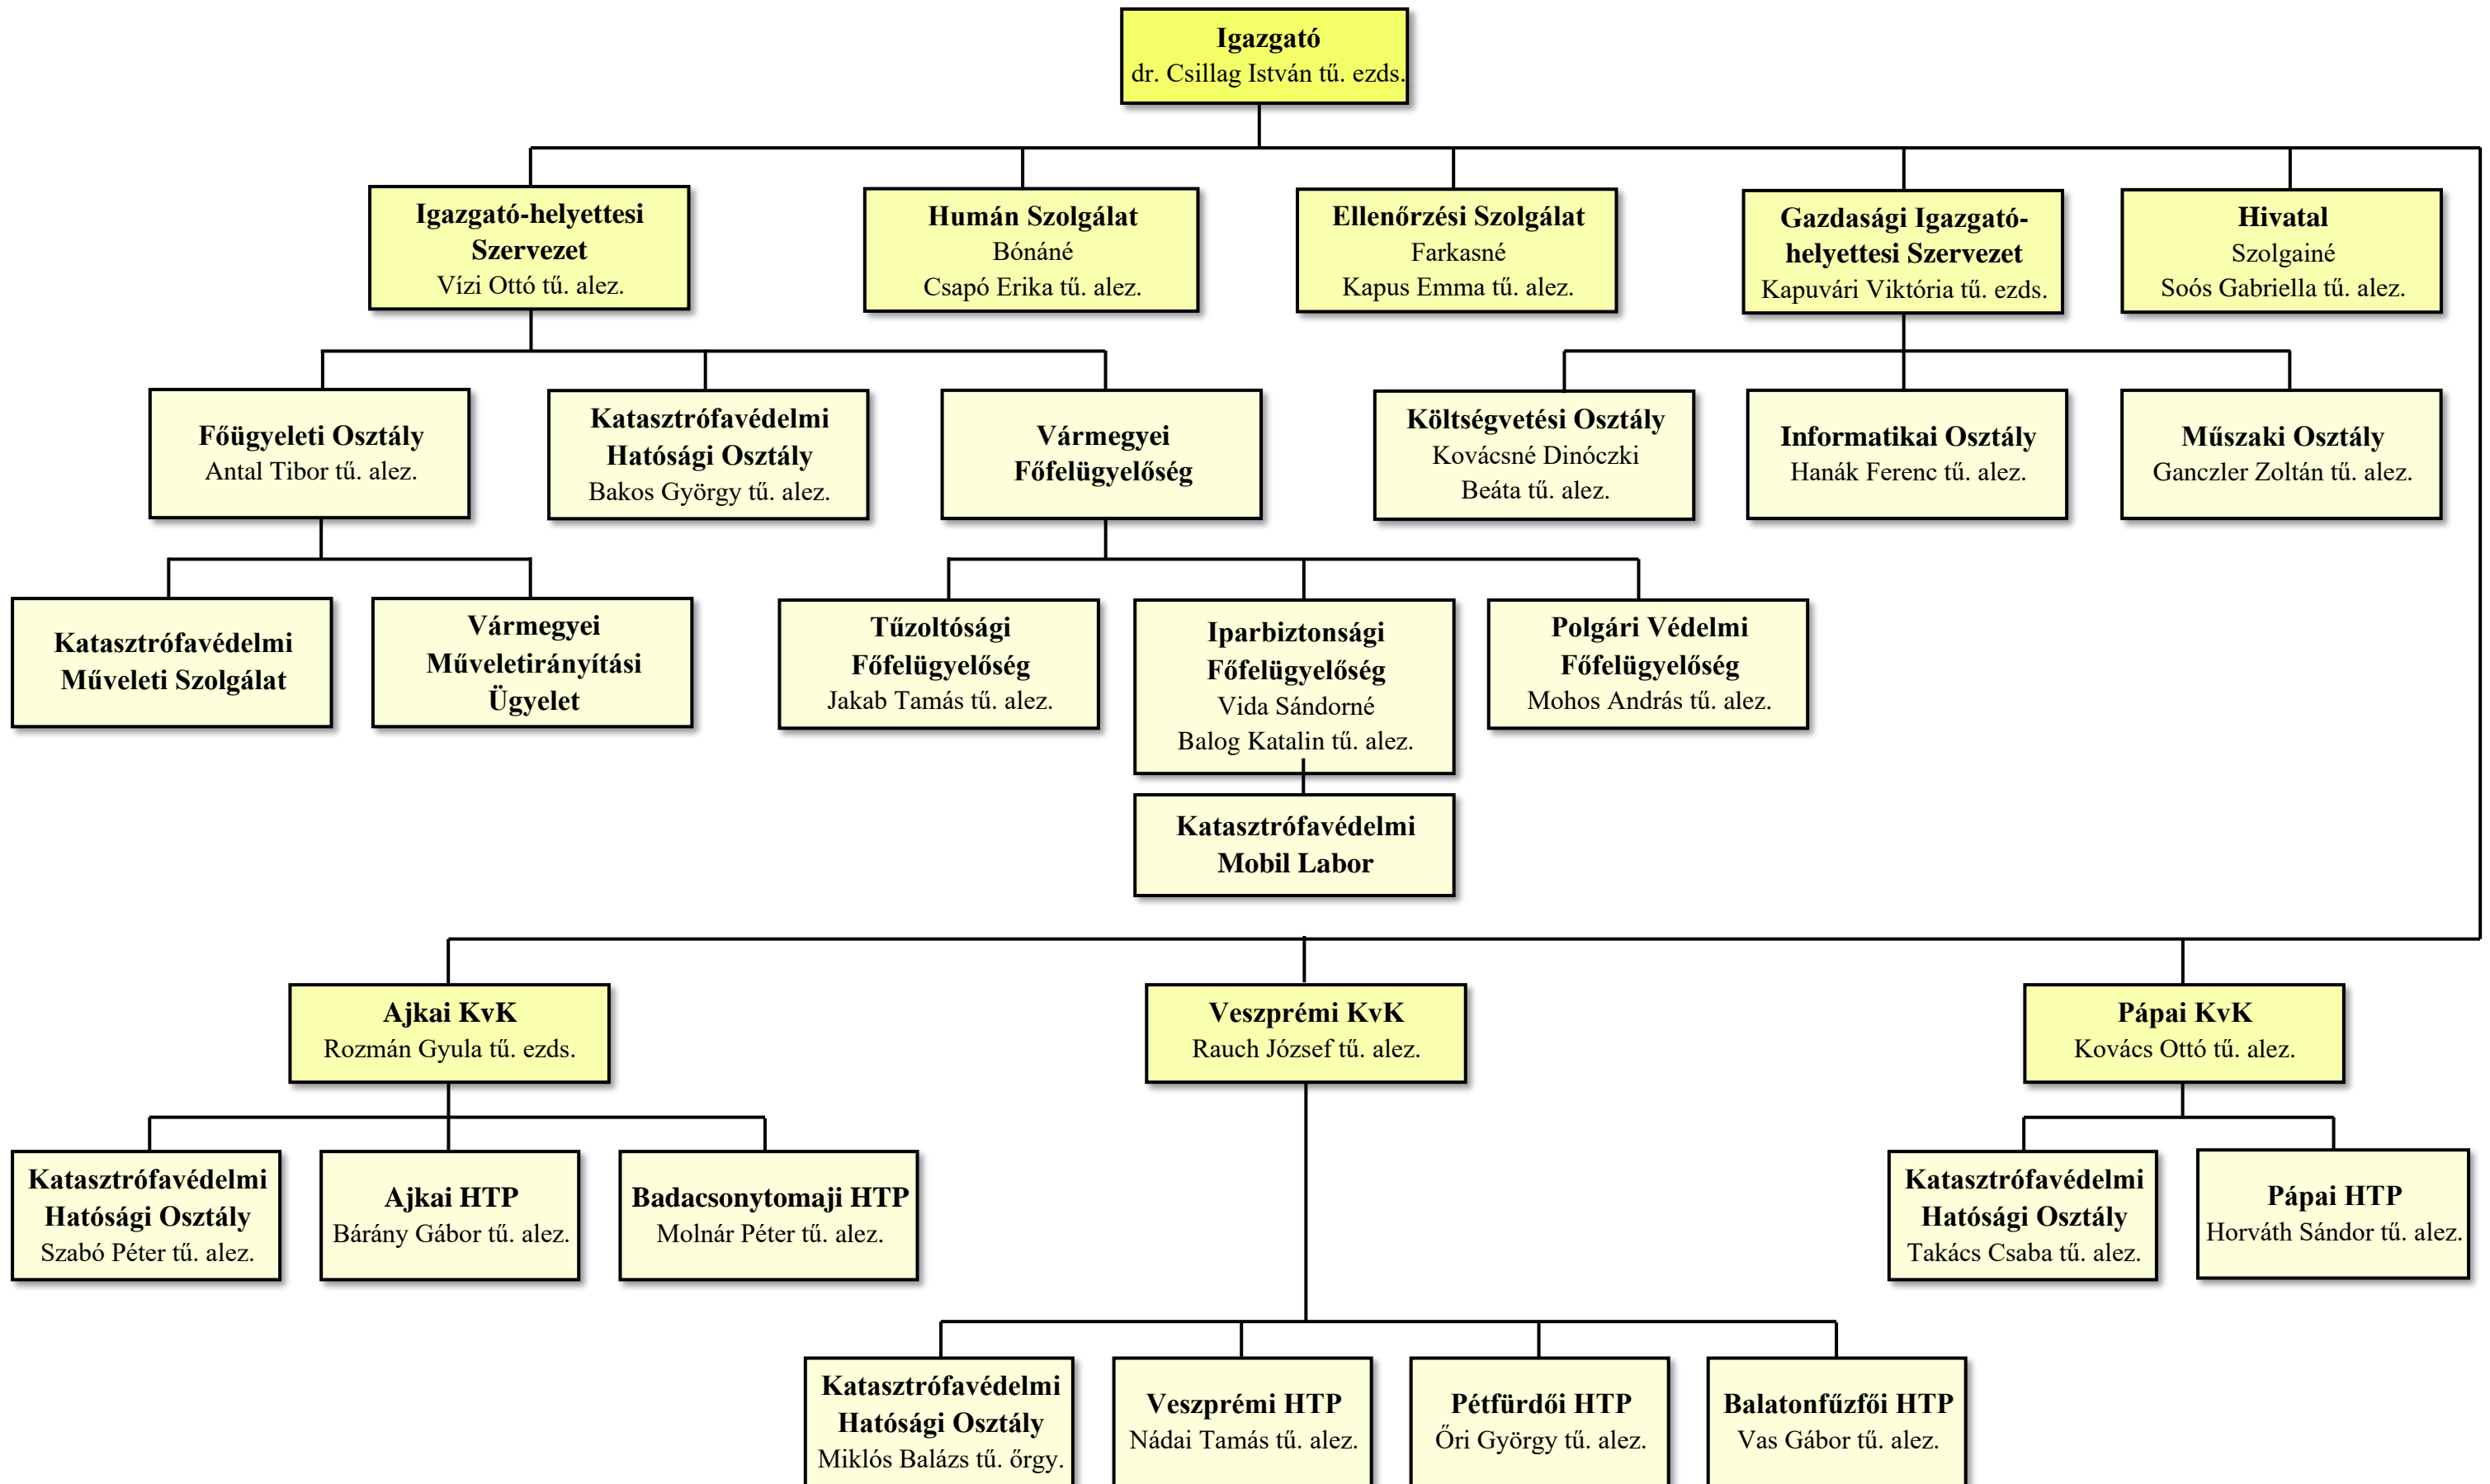 Igazgató
dr. Csillag István tű. ezds.
Igazgató-helyettesi
Szervezet
Vízi Ottó tű. alez.
Humán Szolgálat
Bónáné
Csapó Erika tű. alez.
Ellenőrzési Szolgálat
Farkasné
Kapus Emma tű. alez.
Gazdasági Igazgató-
helyettesi Szervezet
Kapuvári Viktória tű. ezds.
Hivatal
Szolgainé
Soós Gabriella tű. alez.
Főügyeleti Osztály
Antal Tibor tű. alez.
Katasztrófavédelmi
Hatósági Osztály
Bakos György tű. alez.
Vármegyei
Főfelügyelőség
Költségvetési Osztály
Kovácsné Dinóczki
Beáta tű. alez.
Informatikai Osztály
Hanák Ferenc tű. alez.
Műszaki Osztály
Ganczler Zoltán tű. alez.
Katasztrófavédelmi
Műveleti Szolgálat
Vármegyei
Műveletirányítási
Ügyelet
Tűzoltósági
Főfelügyelőség
Jakab Tamás tű. alez.
Iparbiztonsági
Főfelügyelőség
Vida Sándorné
Balog Katalin tű. alez.
Polgári Védelmi
Főfelügyelőség
Mohos András tű. alez.
Katasztrófavédelmi
Mobil Labor
Ajkai KvK
Rozmán Gyula tű. ezds.
Veszprémi KvK
Rauch József tű. alez.
Pápai KvK
Kovács Ottó tű. alez.
Katasztrófavédelmi
Hatósági Osztály
Szabó Péter tű. alez.
Ajkai HTP
Bárány Gábor tű. alez.
Badacsonytomaji HTP
Molnár Péter tű. alez.
Katasztrófavédelmi
Hatósági Osztály
Takács Csaba tű. alez.
Pápai HTP
Horváth Sándor tű. alez.
Katasztrófavédelmi
Hatósági Osztály
Miklós Balázs tű. őrgy.
Veszprémi HTP
Nádai Tamás tű. alez.
Pétfürdői HTP
Őri György tű. alez.
Balatonfűzfői HTP
Vas Gábor tű. alez.